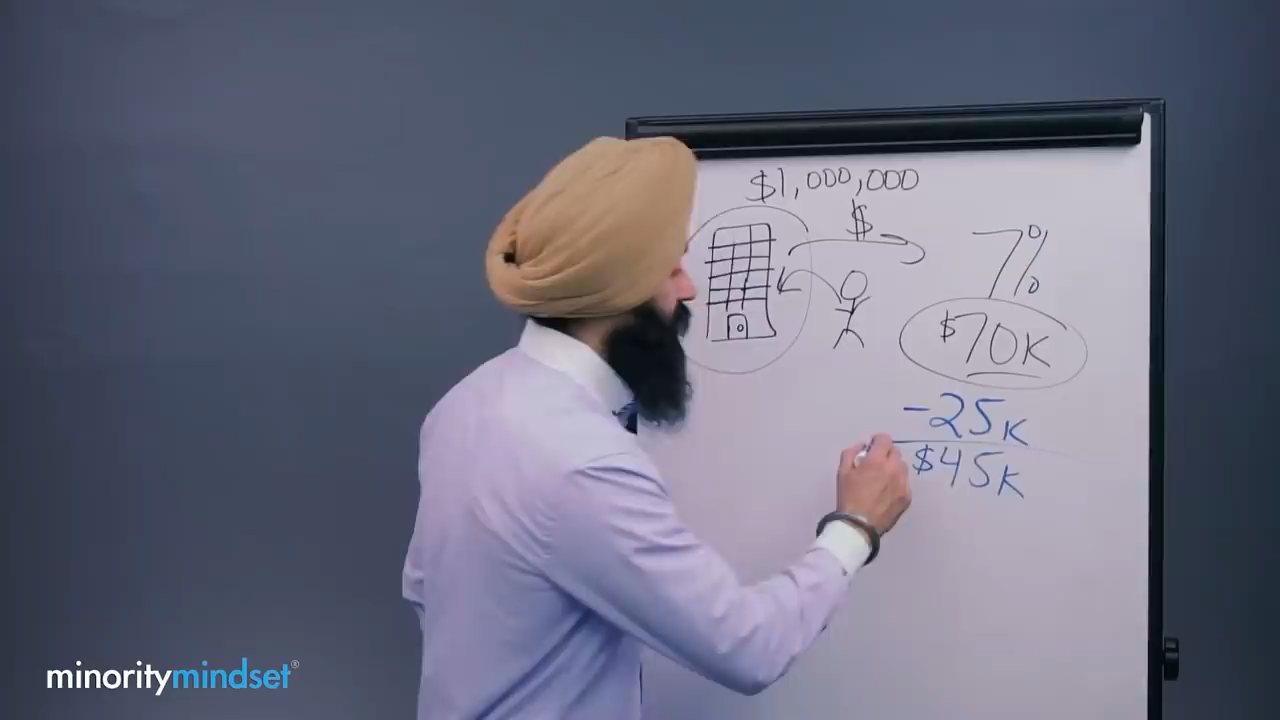 $1,000,000
$
7%
$70K
-25K
$45K
minoritymindset®